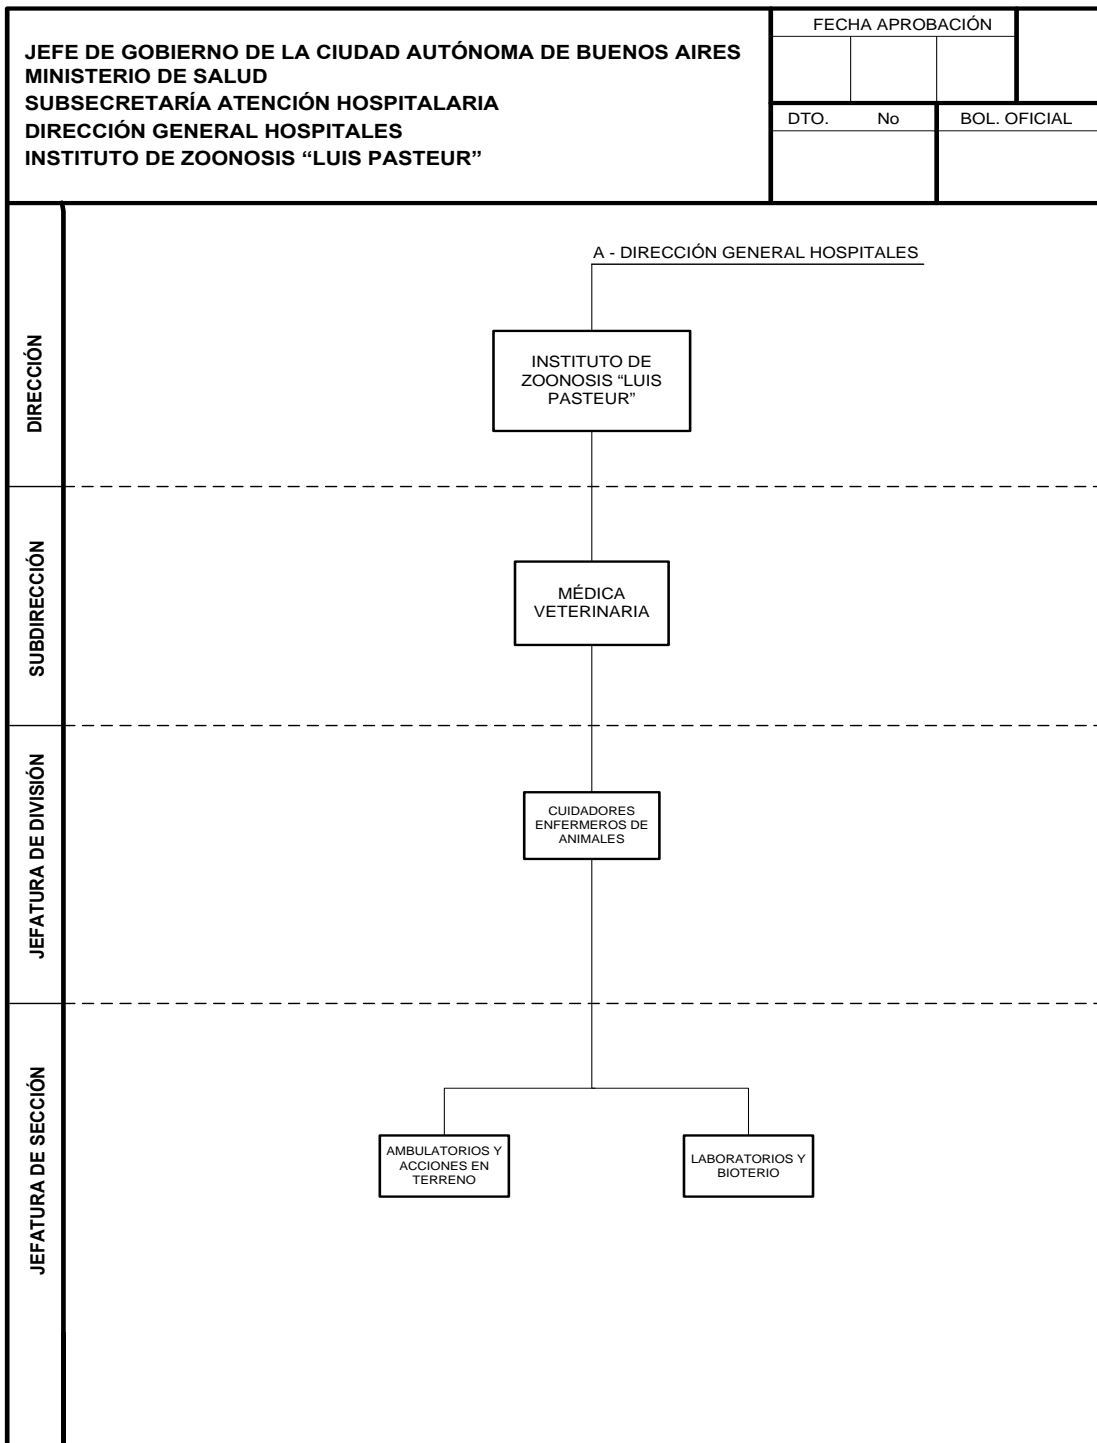 JEFE DE GOBIERNO DE LA CIUDAD AUTÓNOMA DE BUENOS AIRES
MINISTERIO DE SALUD
SUBSECRETARÍA ATENCIÓN HOSPITALARIA
DIRECCIÓN GENERAL HOSPITALES
INSTITUTO DE ZOONOSIS “LUIS PASTEUR”
FECHA APROBACIÓN
DTO. No
BOL. OFICIAL
A - DIRECCIÓN GENERAL HOSPITALES
DIRECCIÓN
INSTITUTO DE
ZOONOSIS “LUIS
PASTEUR”
SUBDIRECCIÓN
MÉDICA
VETERINARIA
JEFATURA DE DIVISIÓN
CUIDADORES
ENFERMEROS DE
ANIMALES
JEFATURA DE SECCIÓN
AMBULATORIOS Y
ACCIONES EN
TERRENO
LABORATORIOS Y
BIOTERIO